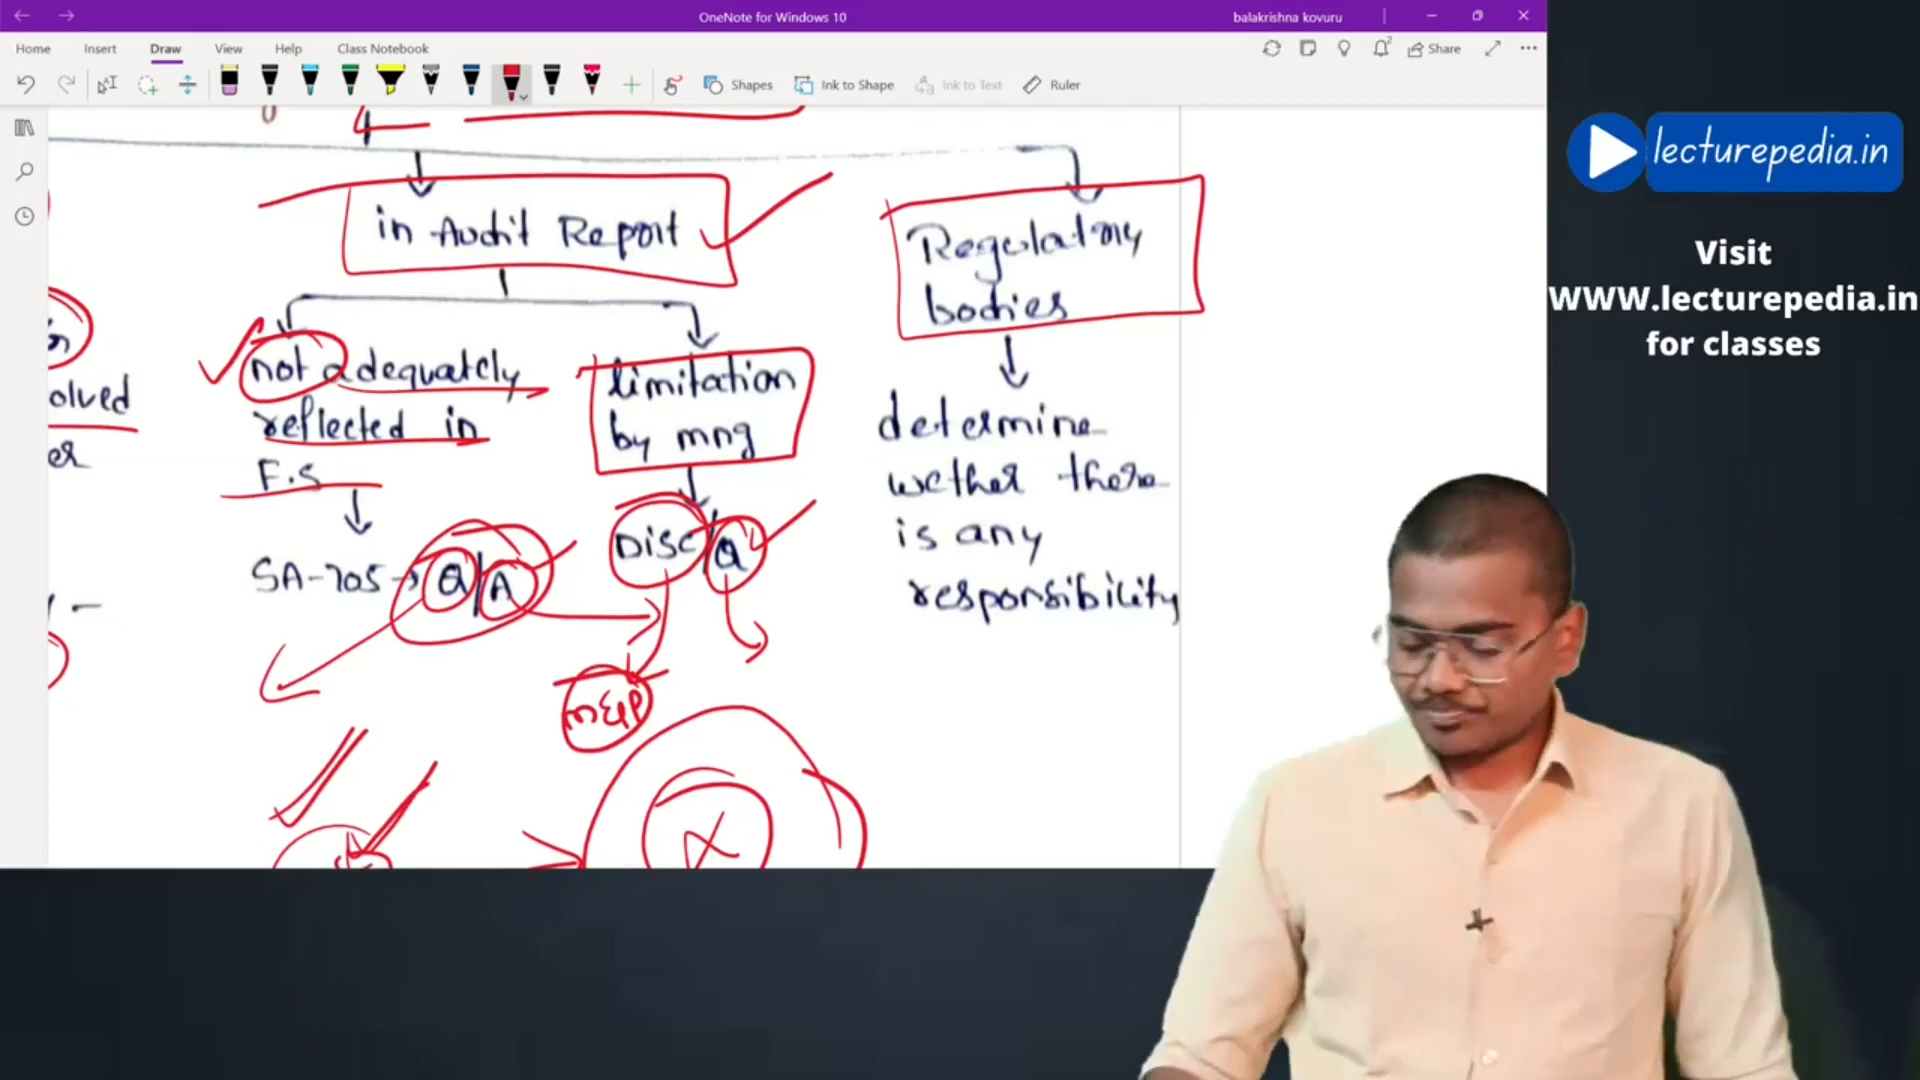 OneNote for Windows 10
balakrishna kovuru
Home Insert Draw View Help Class Notebook
Share
Shapes
Ink to Shape
Ink to Text
Ruler
lecturepedia.in
Visit
WWW.lecturepedia.in
for classes
in Audit Report
Regulatory
bodies
not adequately
reflected in
F.S
SA-705 → Q/A
limitation
by mng
DISC/Q
determine
wether there
is any
responsibility
olved
er